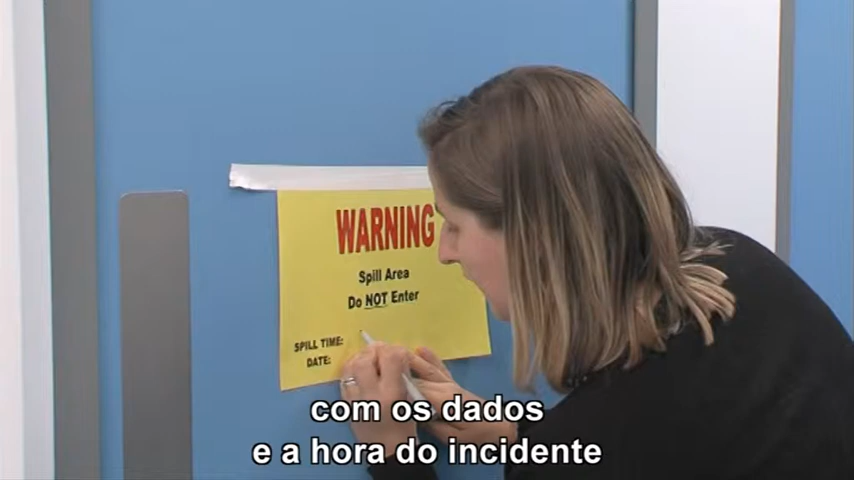 WARNING
Spill Area
Do NOT Enter
SPILL TIME:
DATE:
com os dados
e a hora do incidente